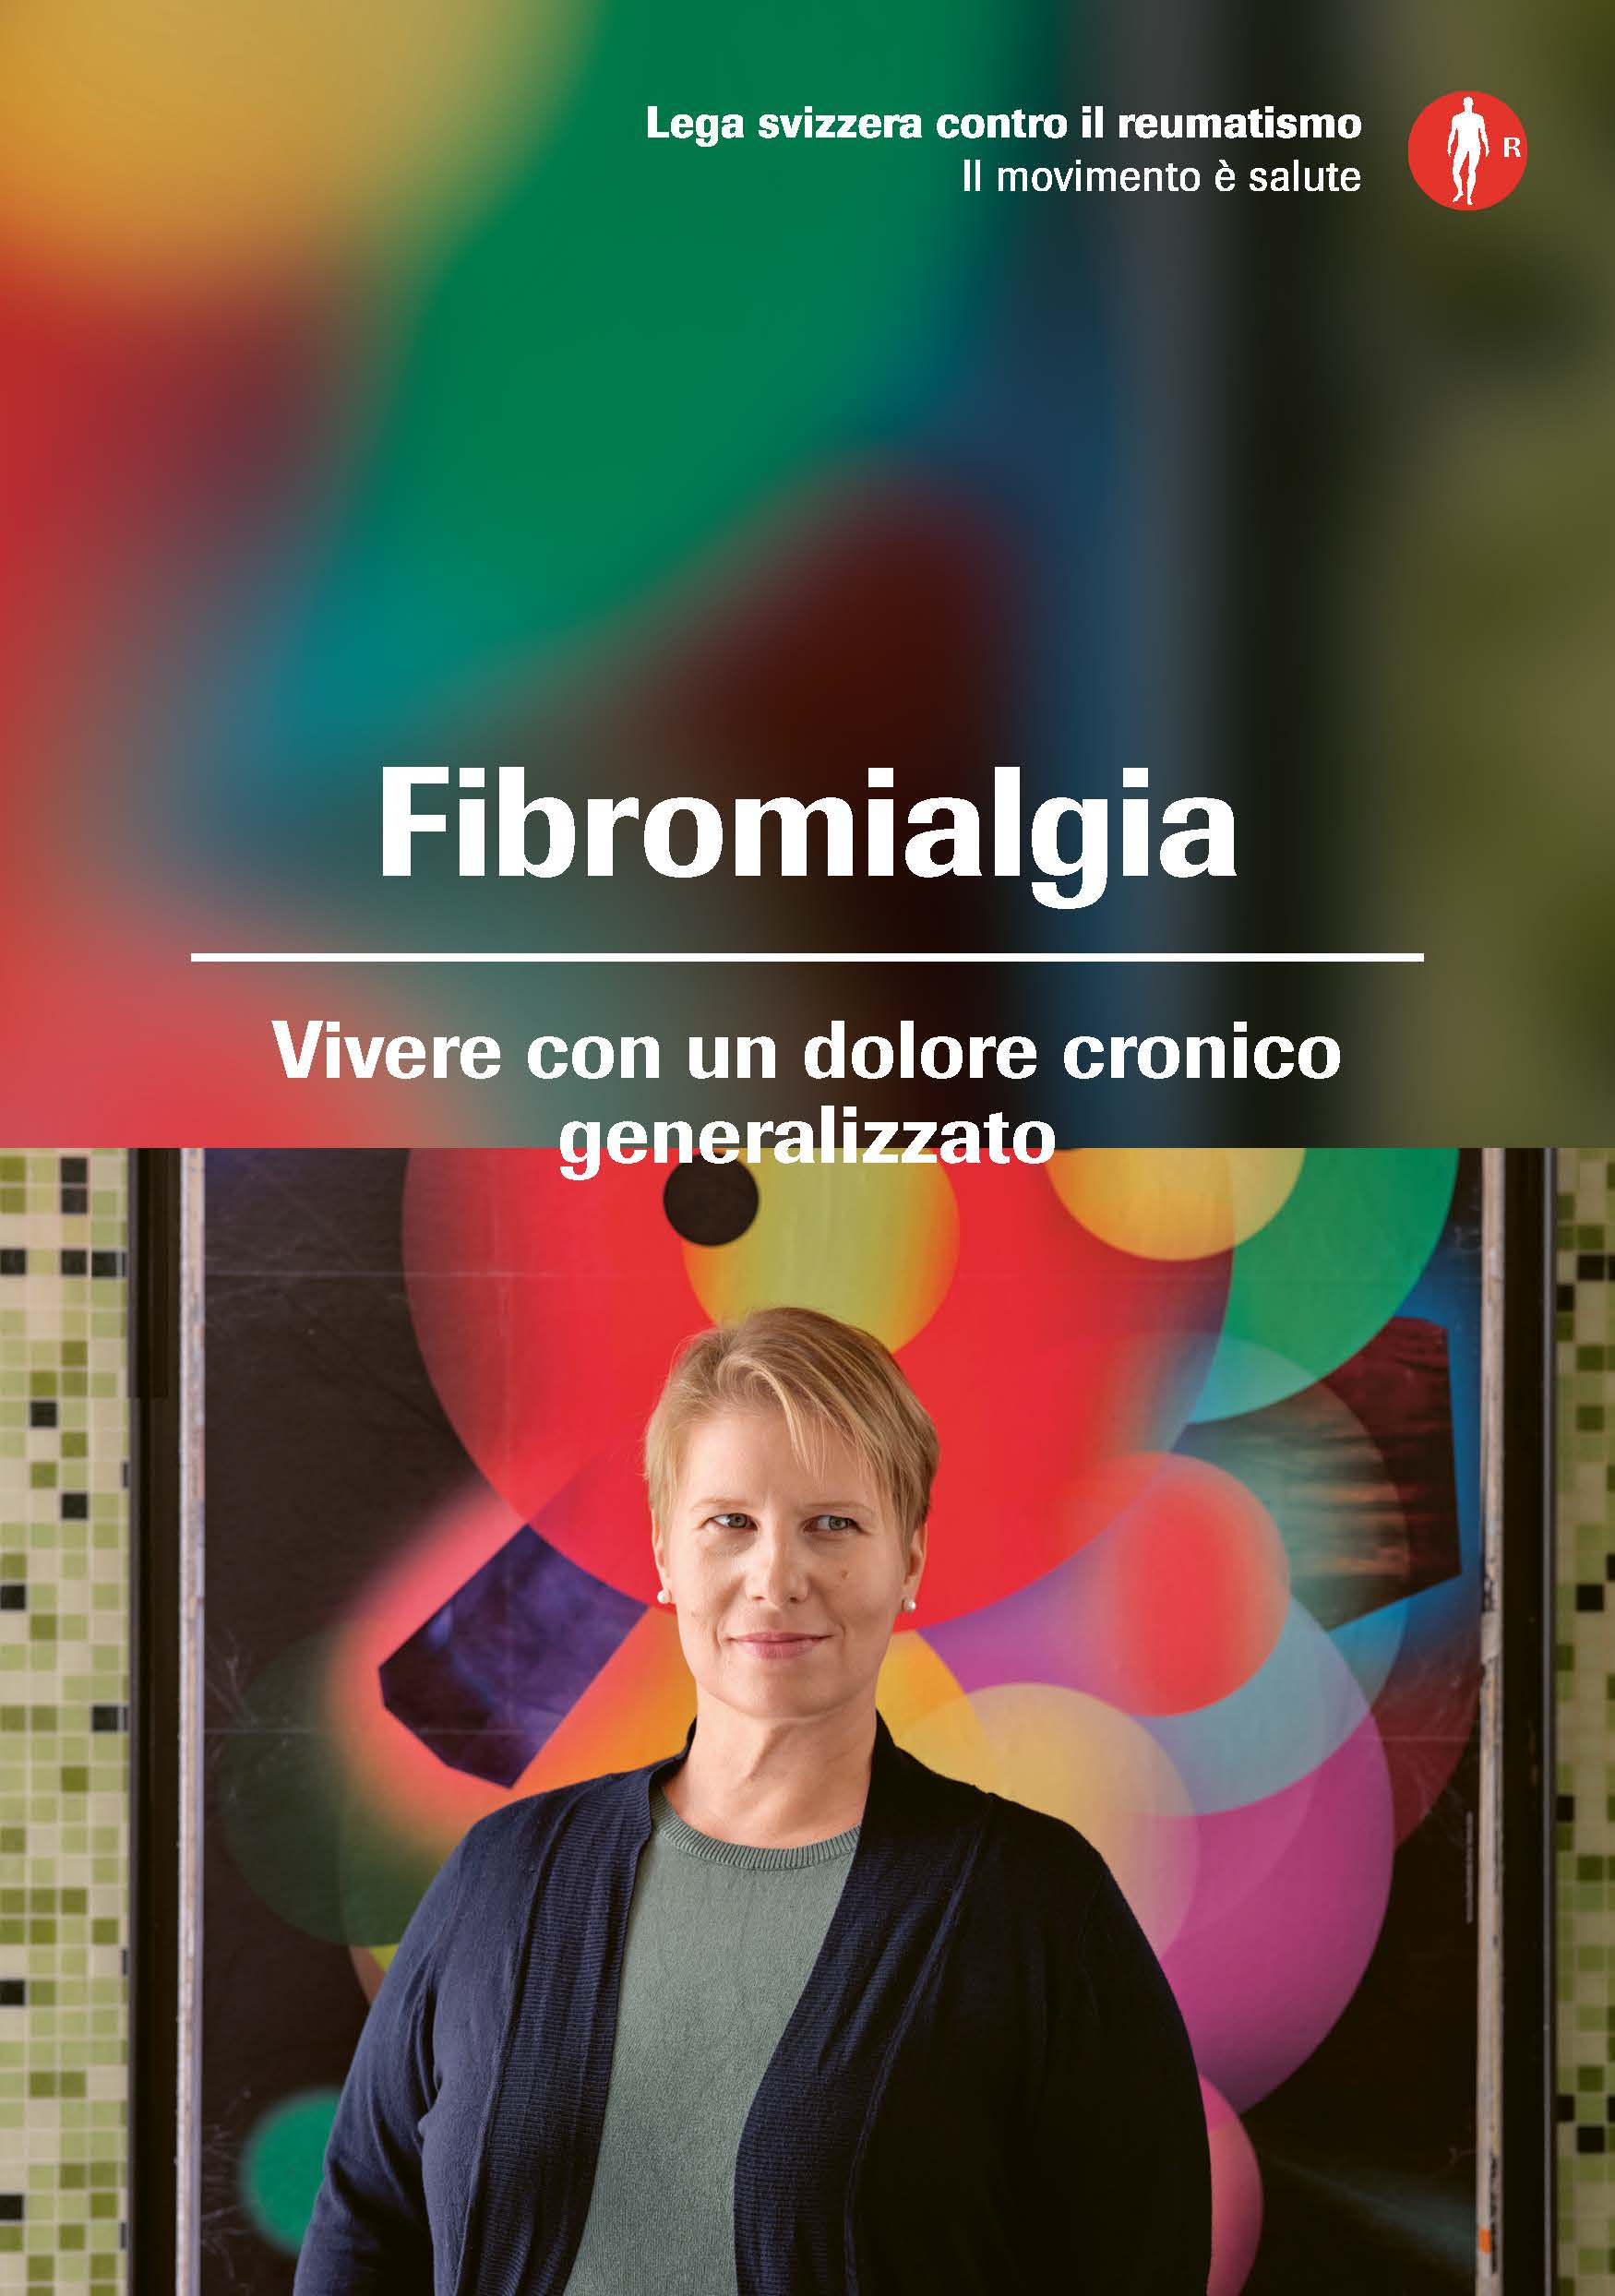 Lega svizzera contro il reumatismo
Il movimento è salute
R
Fibromialgia
Vivere con un dolore cronico
generalizzato